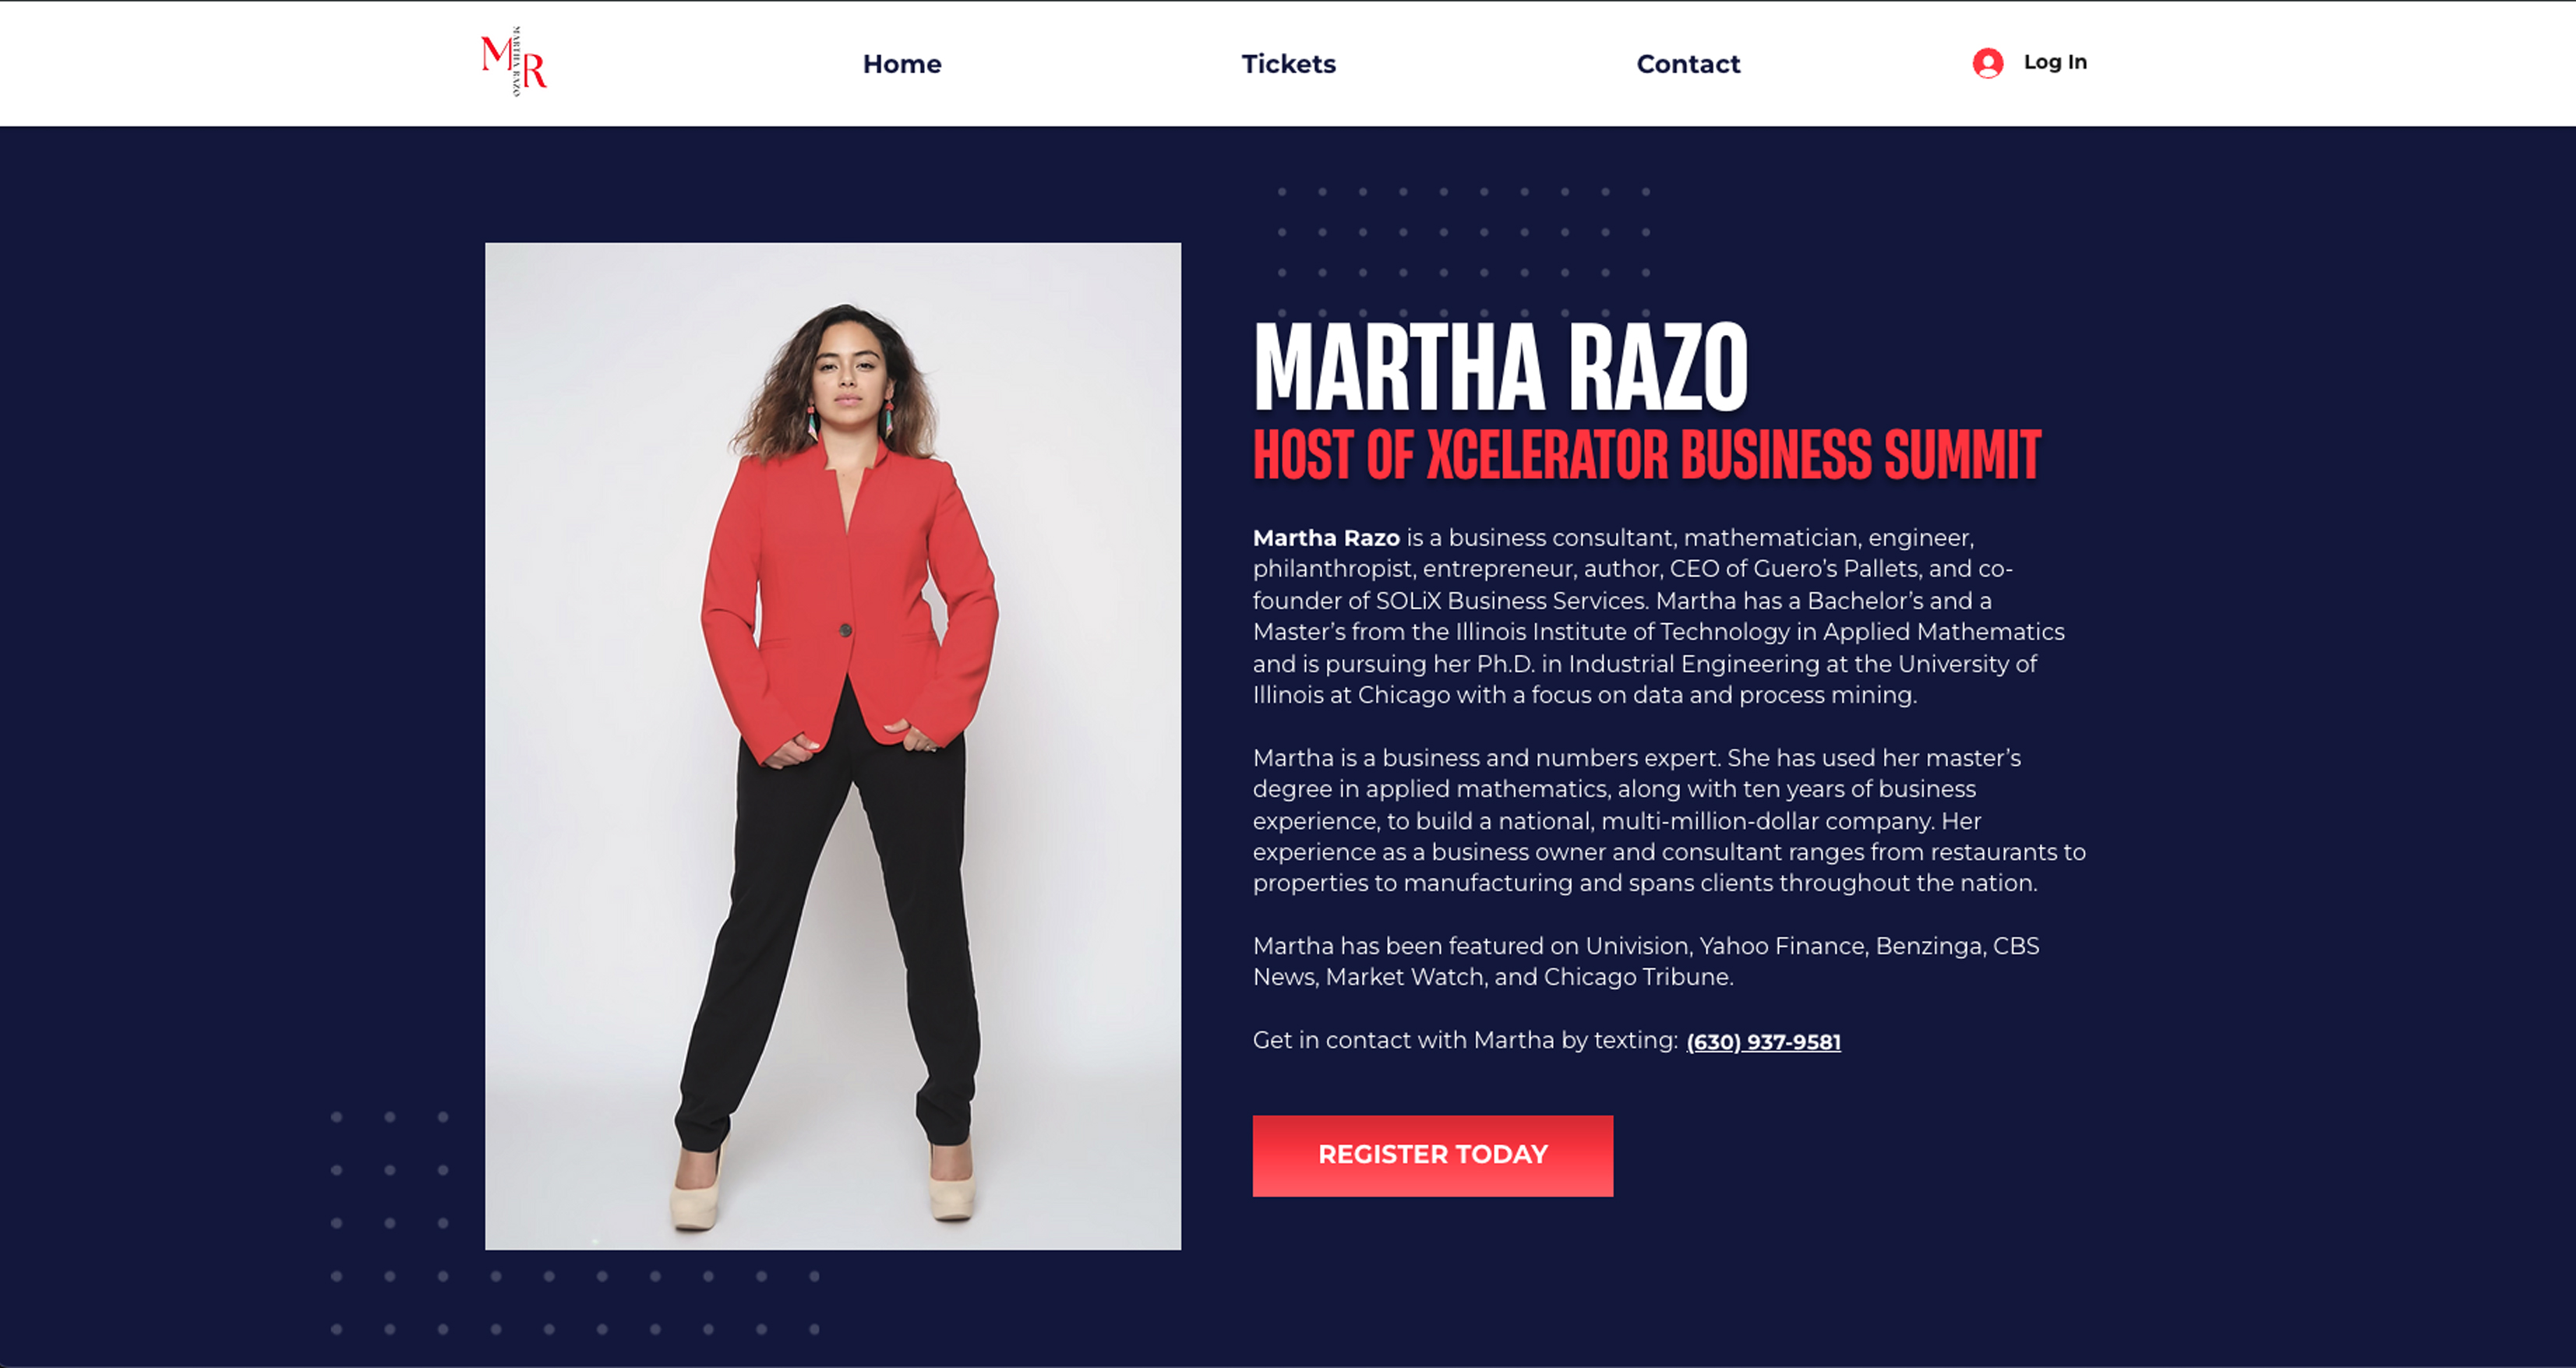 M
MARTHA RAZO
R
Home
Tickets
Contact
Log In
MARTHA RAZO
HOST OF XCELERATOR BUSINESS SUMMIT
Martha Razo is a business consultant, mathematician, engineer,
philanthropist, entrepreneur, author, CEO of Guero’s Pallets, and co-
founder of SOLiX Business Services. Martha has a Bachelor’s and a
Master’s from the Illinois Institute of Technology in Applied Mathematics
and is pursuing her Ph.D. in Industrial Engineering at the University of
Illinois at Chicago with a focus on data and process mining.
Martha is a business and numbers expert. She has used her master’s
degree in applied mathematics, along with ten years of business
experience, to build a national, multi-million-dollar company. Her
experience as a business owner and consultant ranges from restaurants to
properties to manufacturing and spans clients throughout the nation.
Martha has been featured on Univision, Yahoo Finance, Benzinga, CBS
News, Market Watch, and Chicago Tribune.
Get in contact with Martha by texting: (630) 937-9581
REGISTER TODAY